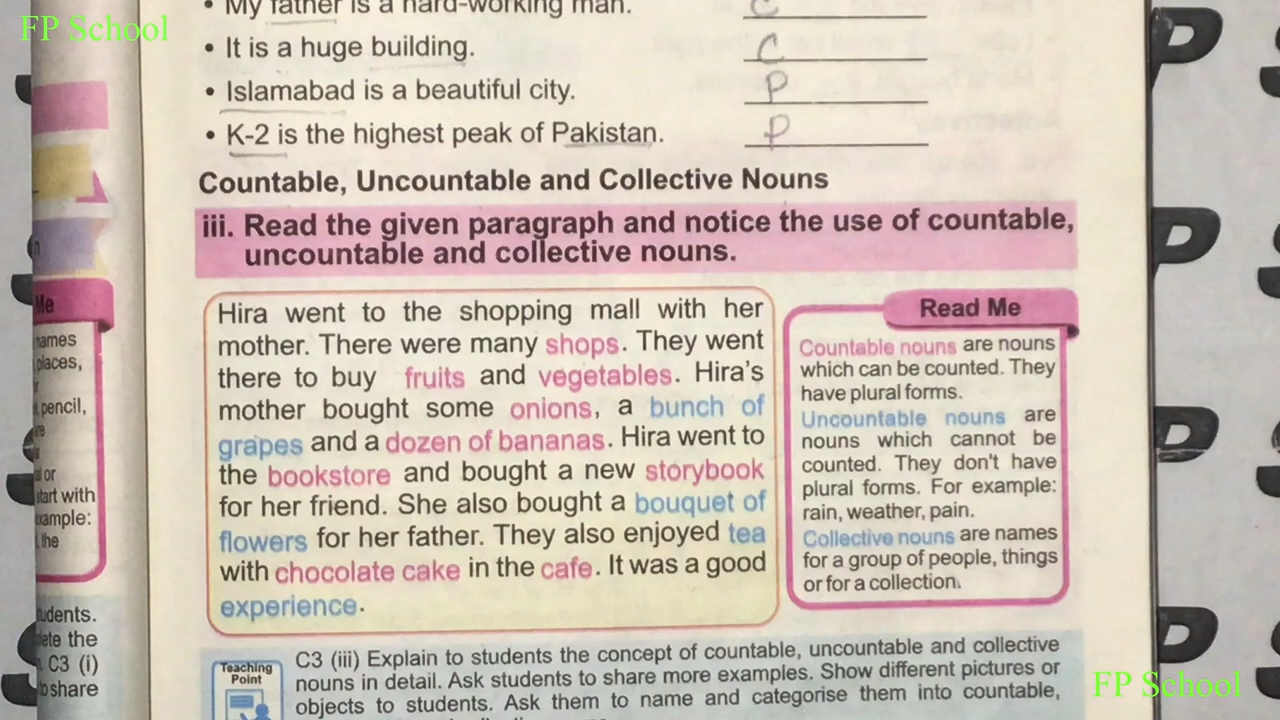 FP School
• My father is a hard-working man. C
• It is a huge building. C
• Islamabad is a beautiful city. P
• K-2 is the highest peak of Pakistan. P
Countable, Uncountable and Collective Nouns
iii. Read the given paragraph and notice the use of countable,
uncountable and collective nouns.
Hira went to the shopping mall with her
mother. There were many shops. They went
there to buy fruits and vegetables. Hira's
mother bought some onions, a bunch of
grapes and a dozen of bananas. Hira went to
the bookstore and bought a new storybook
for her friend. She also bought a bouquet of
flowers for her father. They also enjoyed tea
with chocolate cake in the cafe. It was a good
experience.
Read Me
Countable nouns are nouns
which can be counted. They
have plural forms.
Uncountable nouns are
nouns which cannot be
counted. They don't have
plural forms. For example:
rain, weather, pain.
Collective nouns are names
for a group of people, things
or for a collection.
Teaching
Point
C3 (iii) Explain to students the concept of countable, uncountable and collective
nouns in detail. Ask students to share more examples. Show different pictures or
objects to students. Ask them to name and categorise them into countable,
Me
places,
pencil,
or
start with
the
C3 (i)
to share
FP School